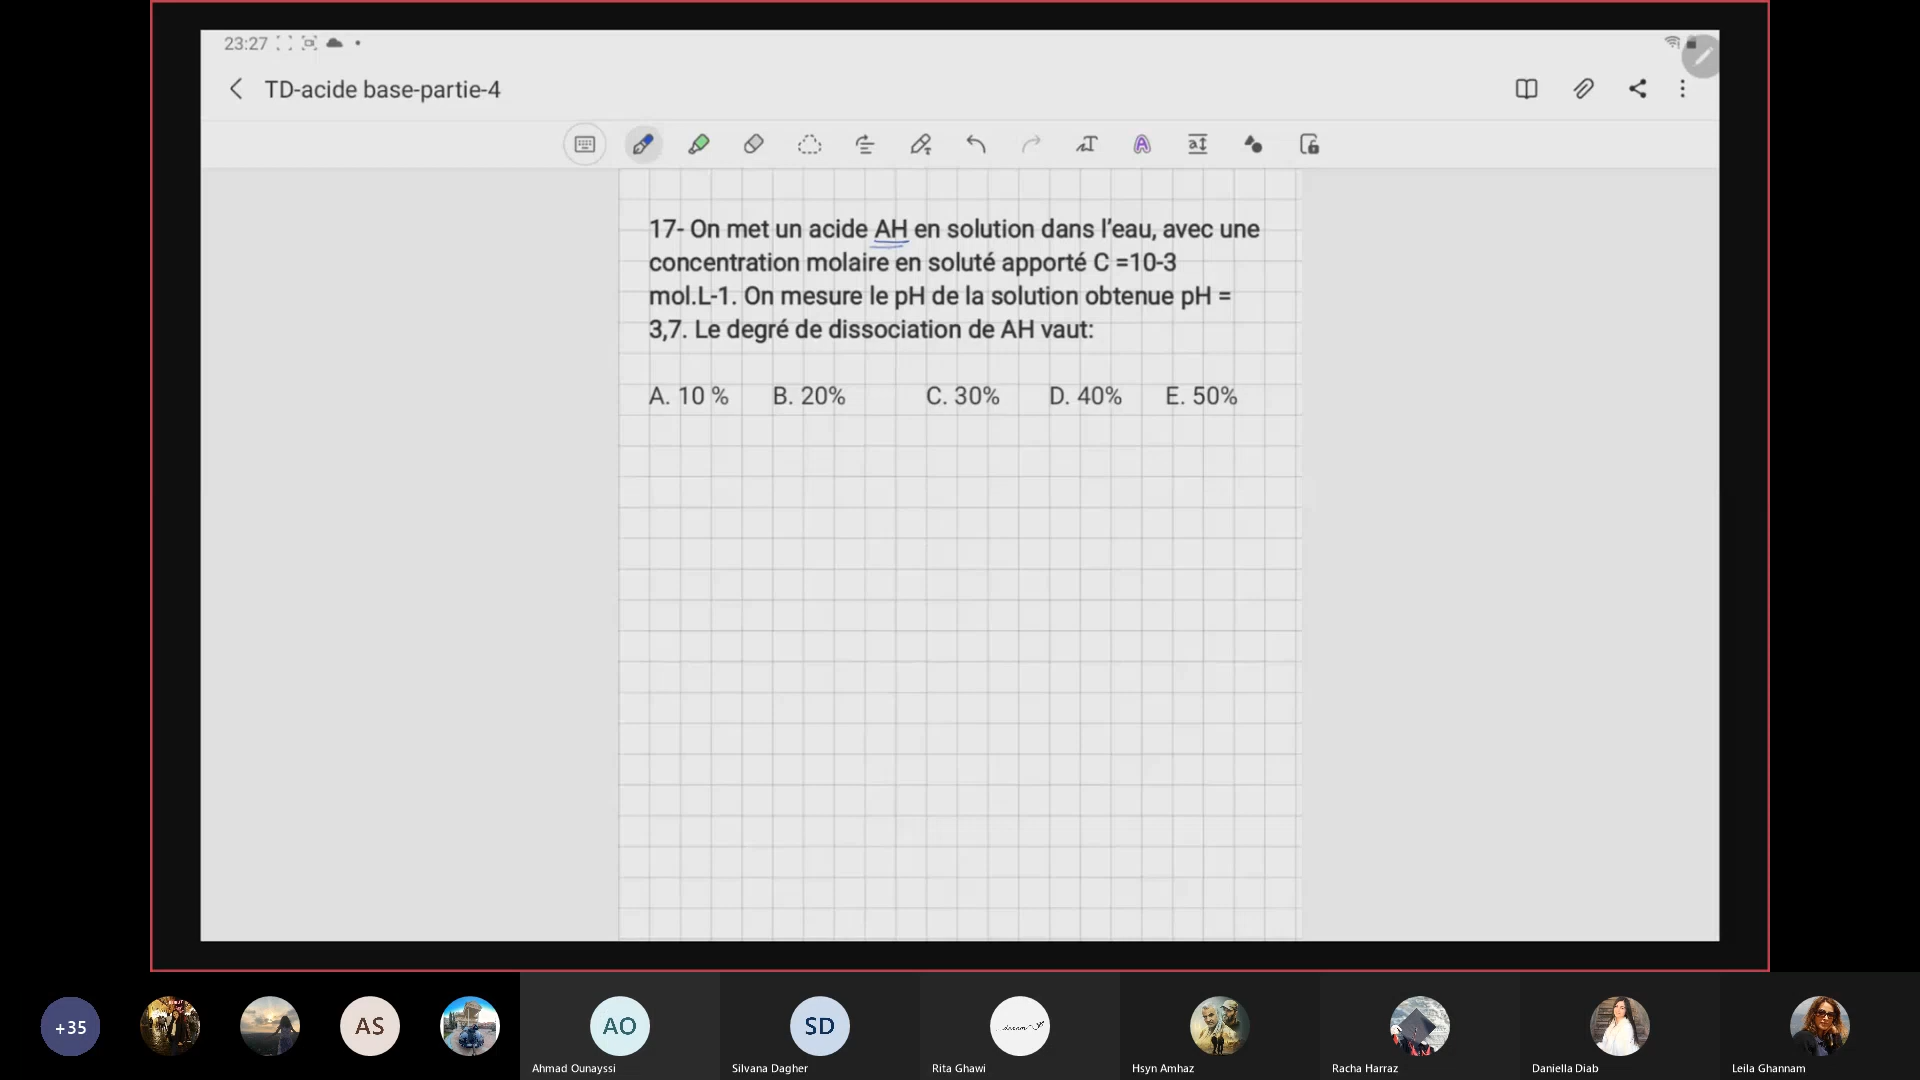 23:27
TD-acide base-partie-4
17- On met un acide AH en solution dans l’eau, avec une
concentration molaire en soluté apporté C =10-3
mol.L-1. On mesure le pH de la solution obtenue pH =
3,7. Le degré de dissociation de AH vaut:
A. 10 % B. 20% C. 30% D. 40% E. 50%
+35
AS
AO
SD
dream
Ahmad Ounayssi
Silvana Dagher
Rita Ghawi
Hsyn Amhaz
Racha Harraz
Daniella Diab
Leila Ghannam